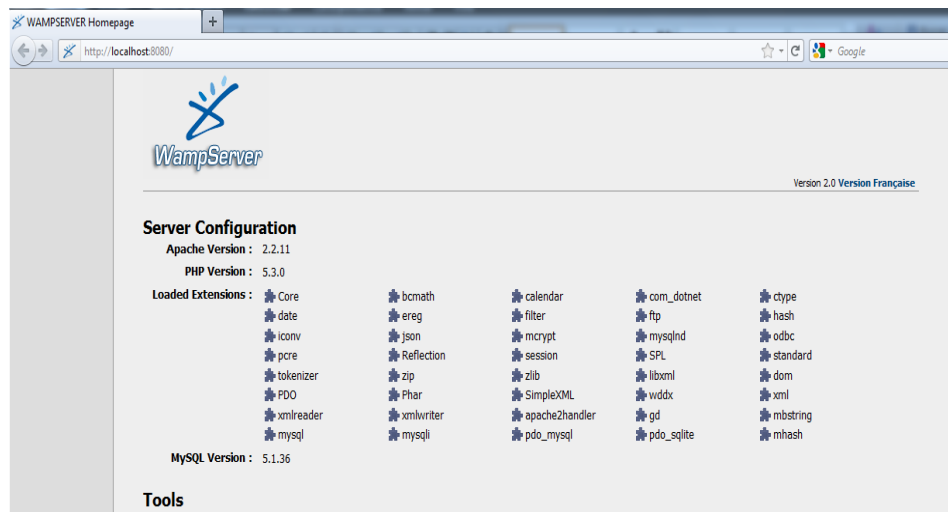 WAMPSERVER Homepage
http://localhost:8080/
Google
WampServer
Version 2.0 Version Française
Server Configuration
Apache Version : 2.2.11
PHP Version : 5.3.0
Loaded Extensions : Core bcmath calendar com_dotnet ctype
date ereg filter ftp hash
iconv json mcrypt mysqlnd odbc
pcre Reflection session SPL standard
tokenizer zip zlib libxml dom
PDO Phar SimpleXML wddx xml
xmlreader xmlwriter apache2handler gd mbstring
mysql mysqli pdo_mysql pdo_sqlite mhash
MySQL Version : 5.1.36
Tools